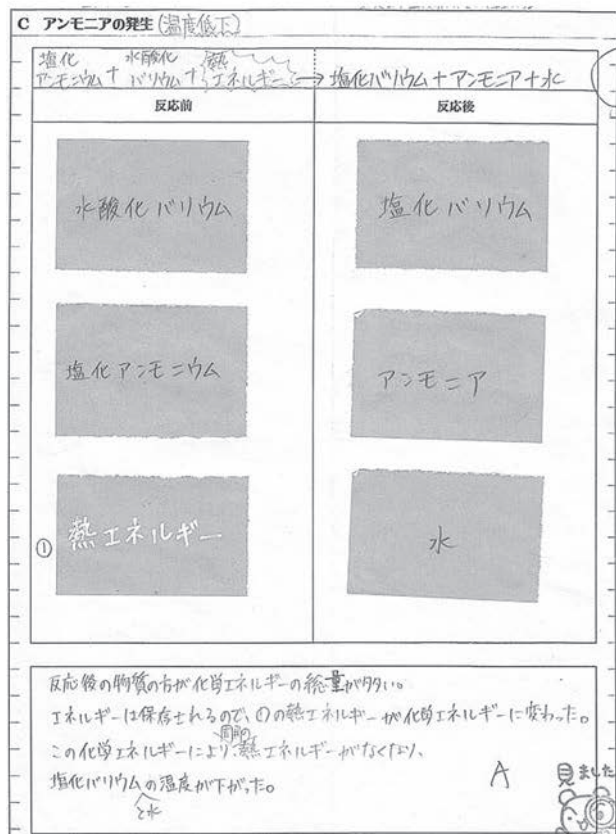 C アンモニアの発生(温度低下)
塩化 水酸化 熱
アンモニウム + バリウム + エネルギー → 塩化バリウム + アンモニア + 水
反応前 反応後
水酸化バリウム 塩化バリウム
塩化アンモニウム アンモニア
① 熱エネルギー 水
反応後の物質の方が化学エネルギーの総量が多い。
エネルギーは保存されるので、①の熱エネルギーが化学エネルギーに変わった。
周囲の
この化学エネルギーにより熱エネルギーがなくなり、
塩化バリウムの温度が下がった。
と水
A 見ました